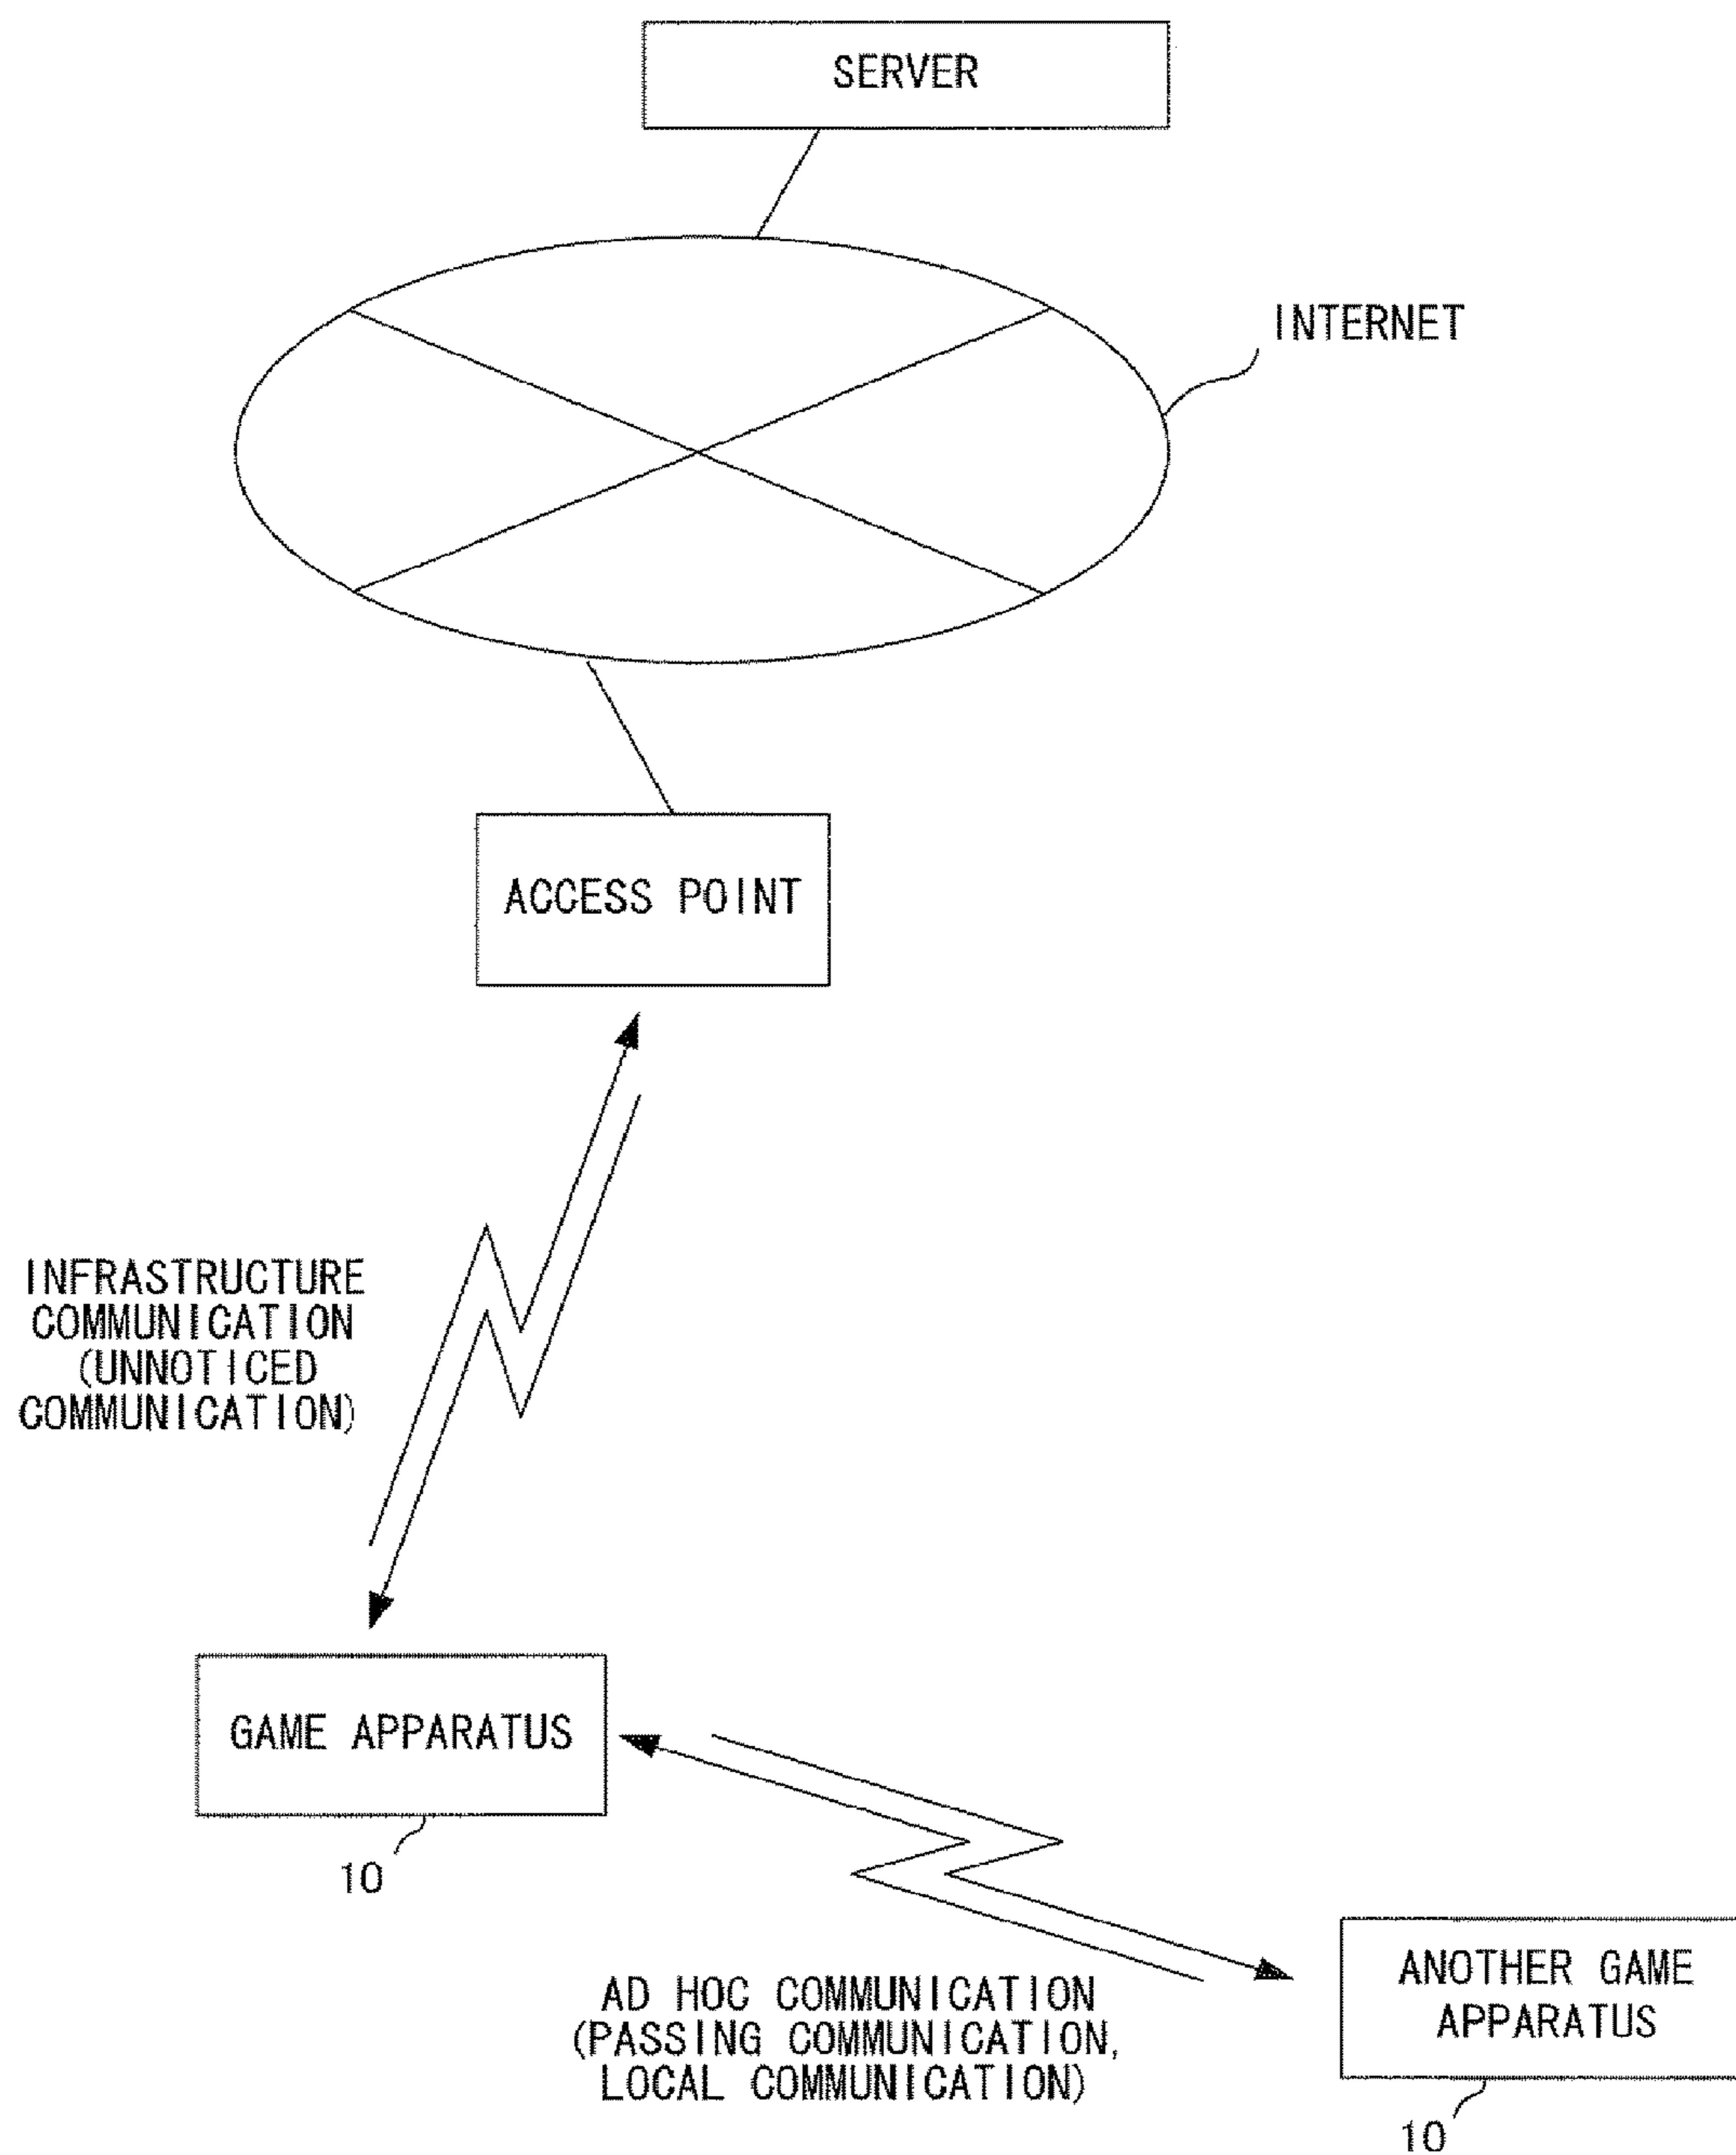 SERVER
INTERNET
ACCESS POINT
INFRASTRUCTURE
COMMUNICATION
(UNNOTICED
COMMUNICATION)
GAME APPARATUS
10
AD HOC COMMUNICATION
(PASSING COMMUNICATION,
LOCAL COMMUNICATION)
ANOTHER GAME
APPARATUS
10